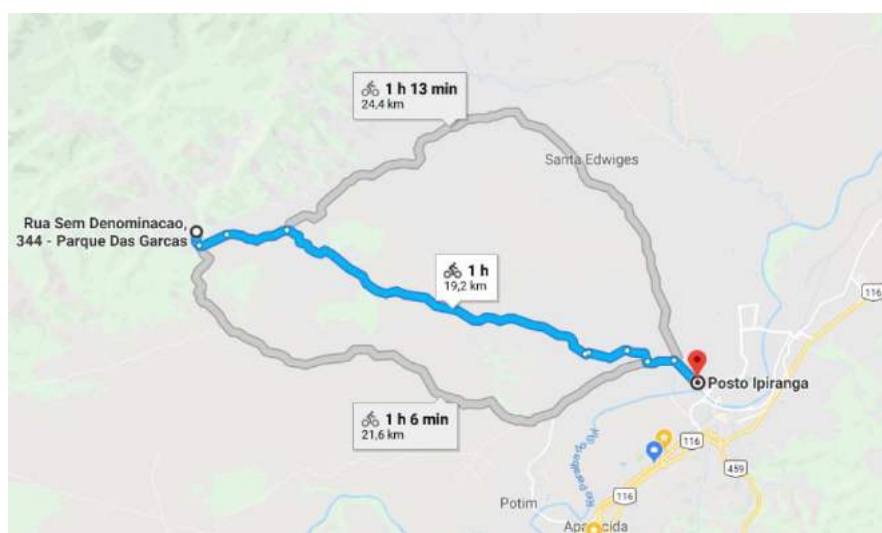 1 h 13 min
24,4 km
Santa Edwiges
Rua Sem Denominacao,
344 - Parque Das Garcas
1 h
19,2 km
116
Posto Ipiranga
1 h 6 min
21,6 km
116
459
116
Potim
Aparecida